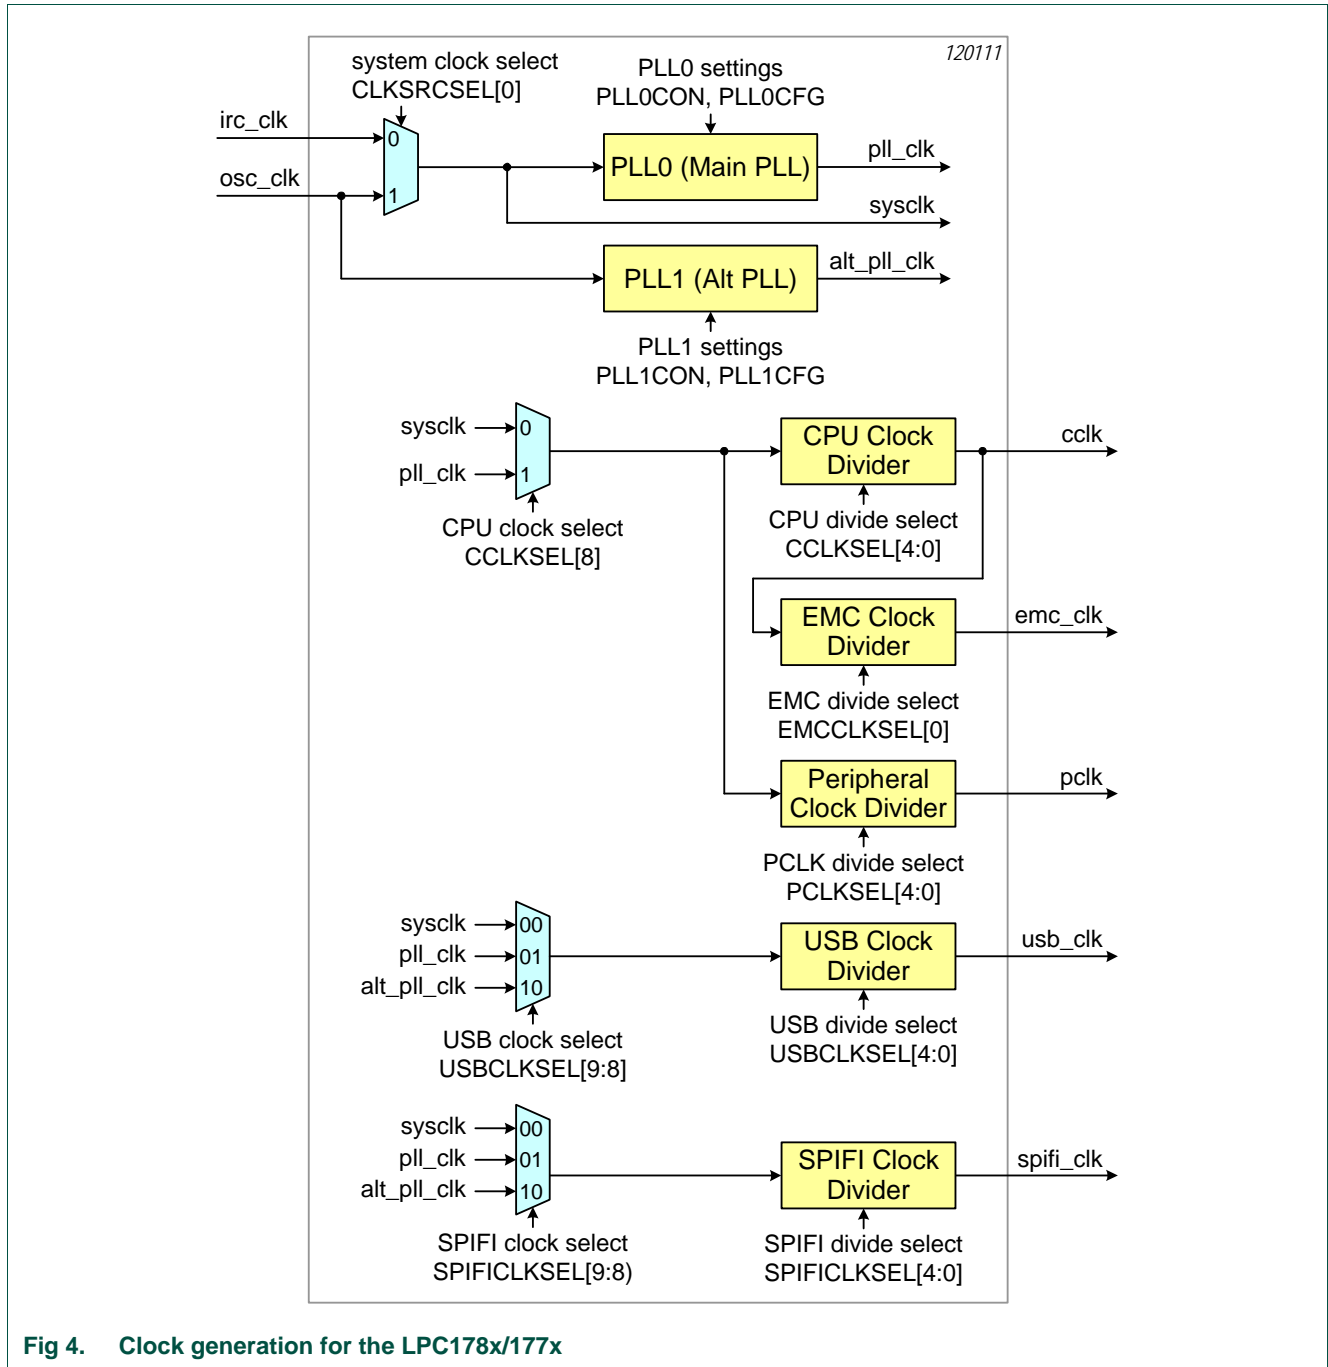 120111
system clock select
CLKSRCSEL[0]
PLL0 settings
PLL0CON, PLL0CFG
irc_clk
0
osc_clk
1
PLL0 (Main PLL)
pll_clk
sysclk
PLL1 (Alt PLL)
alt_pll_clk
PLL1 settings
PLL1CON, PLL1CFG
sysclk
0
pll_clk
1
CPU clock select
CCLKSEL[8]
CPU Clock
Divider
cclk
CPU divide select
CCLKSEL[4:0]
EMC Clock
Divider
emc_clk
EMC divide select
EMCCLKSEL[0]
Peripheral
Clock Divider
pclk
PCLK divide select
PCLKSEL[4:0]
sysclk
00
pll_clk
01
alt_pll_clk
10
USB clock select
USBCLKSEL[9:8]
USB Clock
Divider
usb_clk
USB divide select
USBCLKSEL[4:0]
sysclk
00
pll_clk
01
alt_pll_clk
10
SPIFI clock select
SPIFICLKSEL[9:8)
SPIFI Clock
Divider
spifi_clk
SPIFI divide select
SPIFICLKSEL[4:0]
Fig 4. Clock generation for the LPC178x/177x